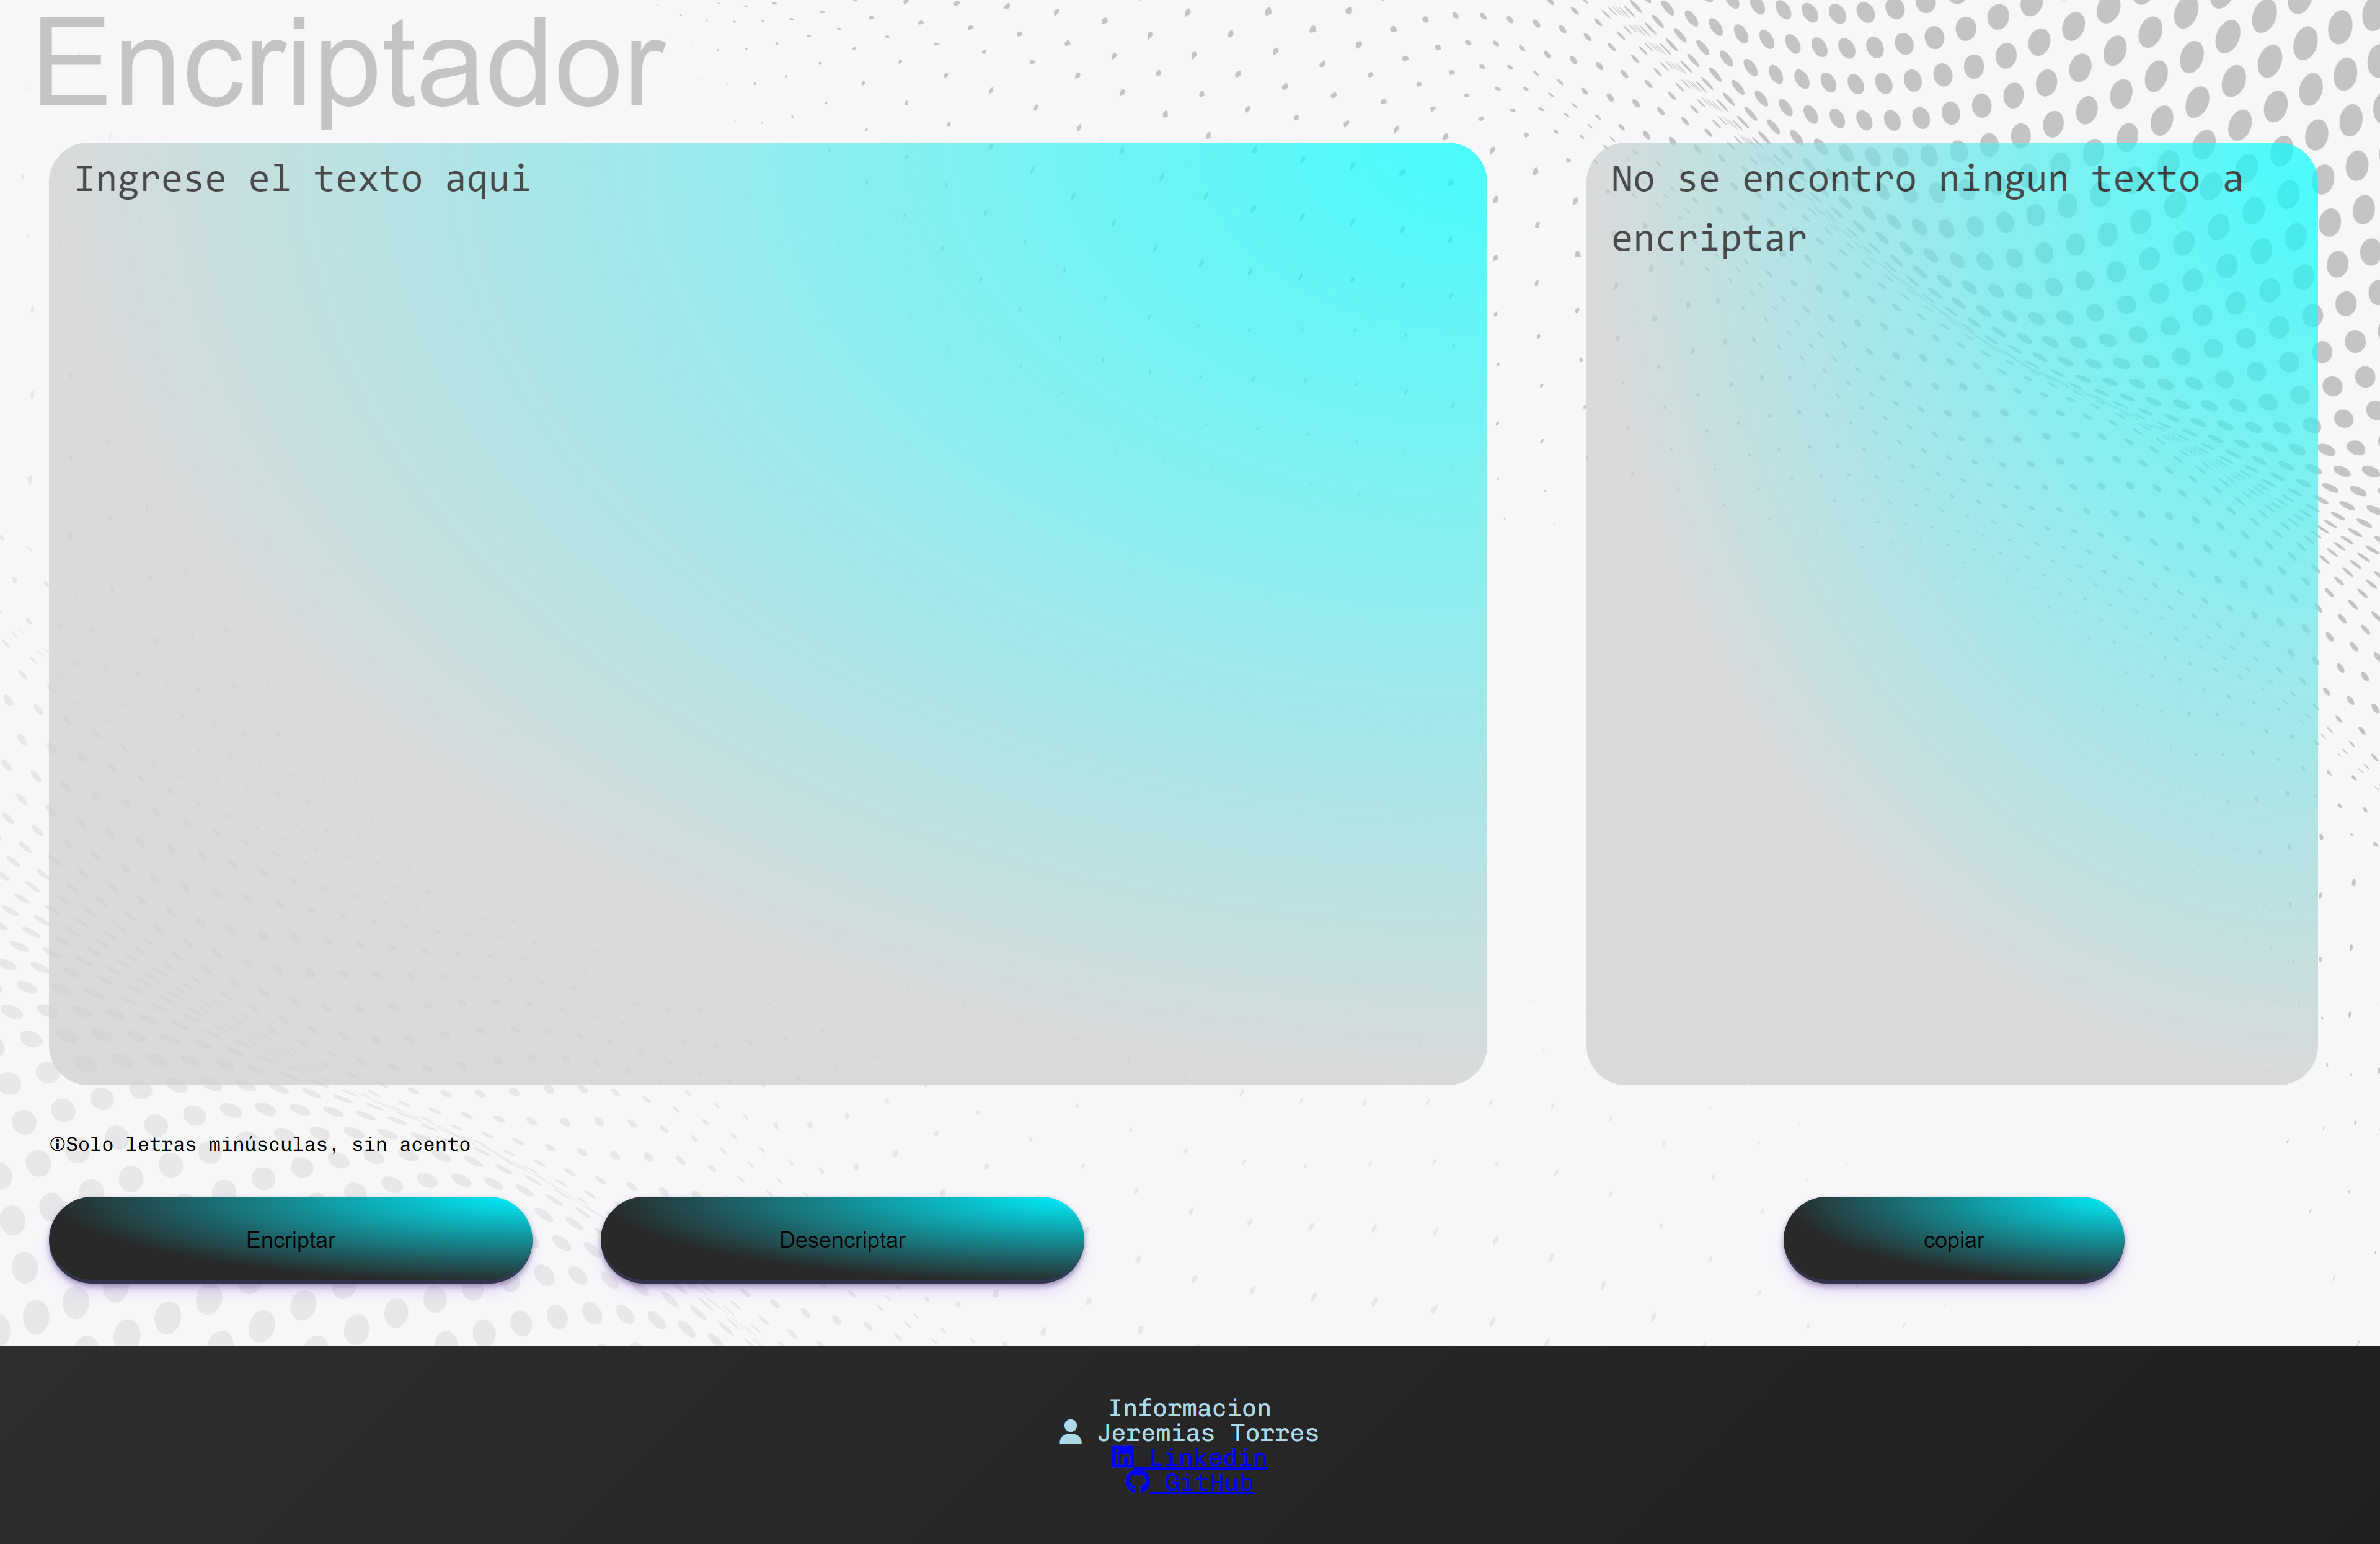 Encriptador
Ingrese el texto aqui
No se encontro ningun texto a
encriptar
Solo letras minúsculas, sin acento
Encriptar
Desencriptar
copiar
Informacion
Jeremias Torres
Linkedin
GitHub